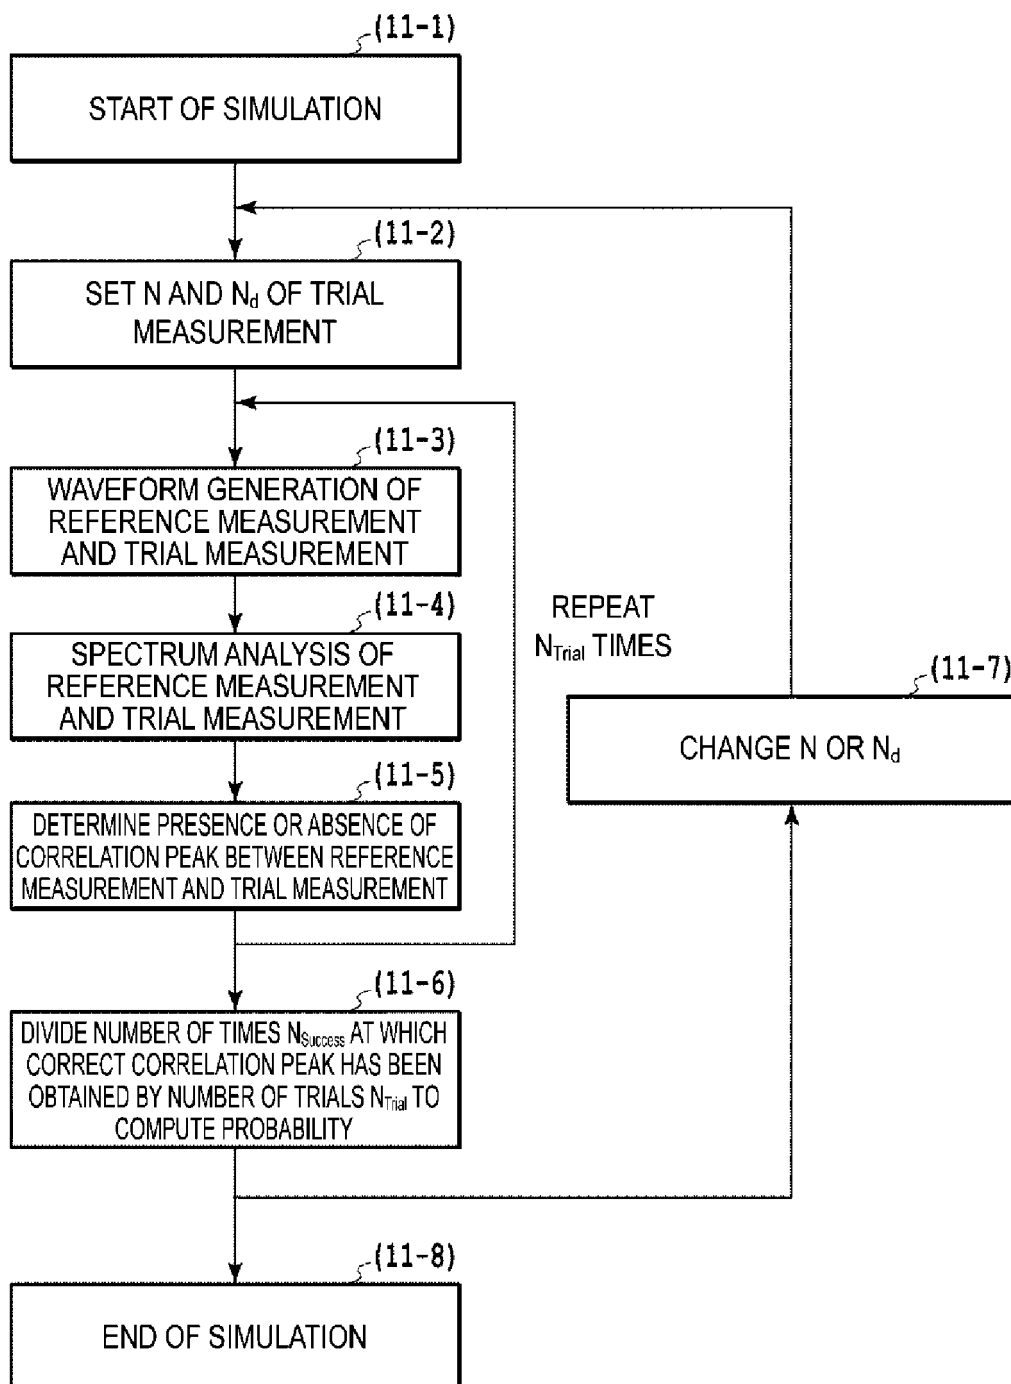 (11-1)
START OF SIMULATION
(11-2)
SET N AND Nd OF TRIAL
MEASUREMENT
(11-3)
WAVEFORM GENERATION OF
REFERENCE MEASUREMENT
AND TRIAL MEASUREMENT
(11-4)
SPECTRUM ANALYSIS OF
REFERENCE MEASUREMENT
AND TRIAL MEASUREMENT
(11-5)
DETERMINE PRESENCE OR ABSENCE OF
CORRELATION PEAK BETWEEN REFERENCE
MEASUREMENT AND TRIAL MEASUREMENT
REPEAT
NTrial TIMES
(11-6)
DIVIDE NUMBER OF TIMES NSuccess AT WHICH
CORRECT CORRELATION PEAK HAS BEEN
OBTAINED BY NUMBER OF TRIALS NTrial TO
COMPUTE PROBABILITY
(11-7)
CHANGE N OR Nd
(11-8)
END OF SIMULATION